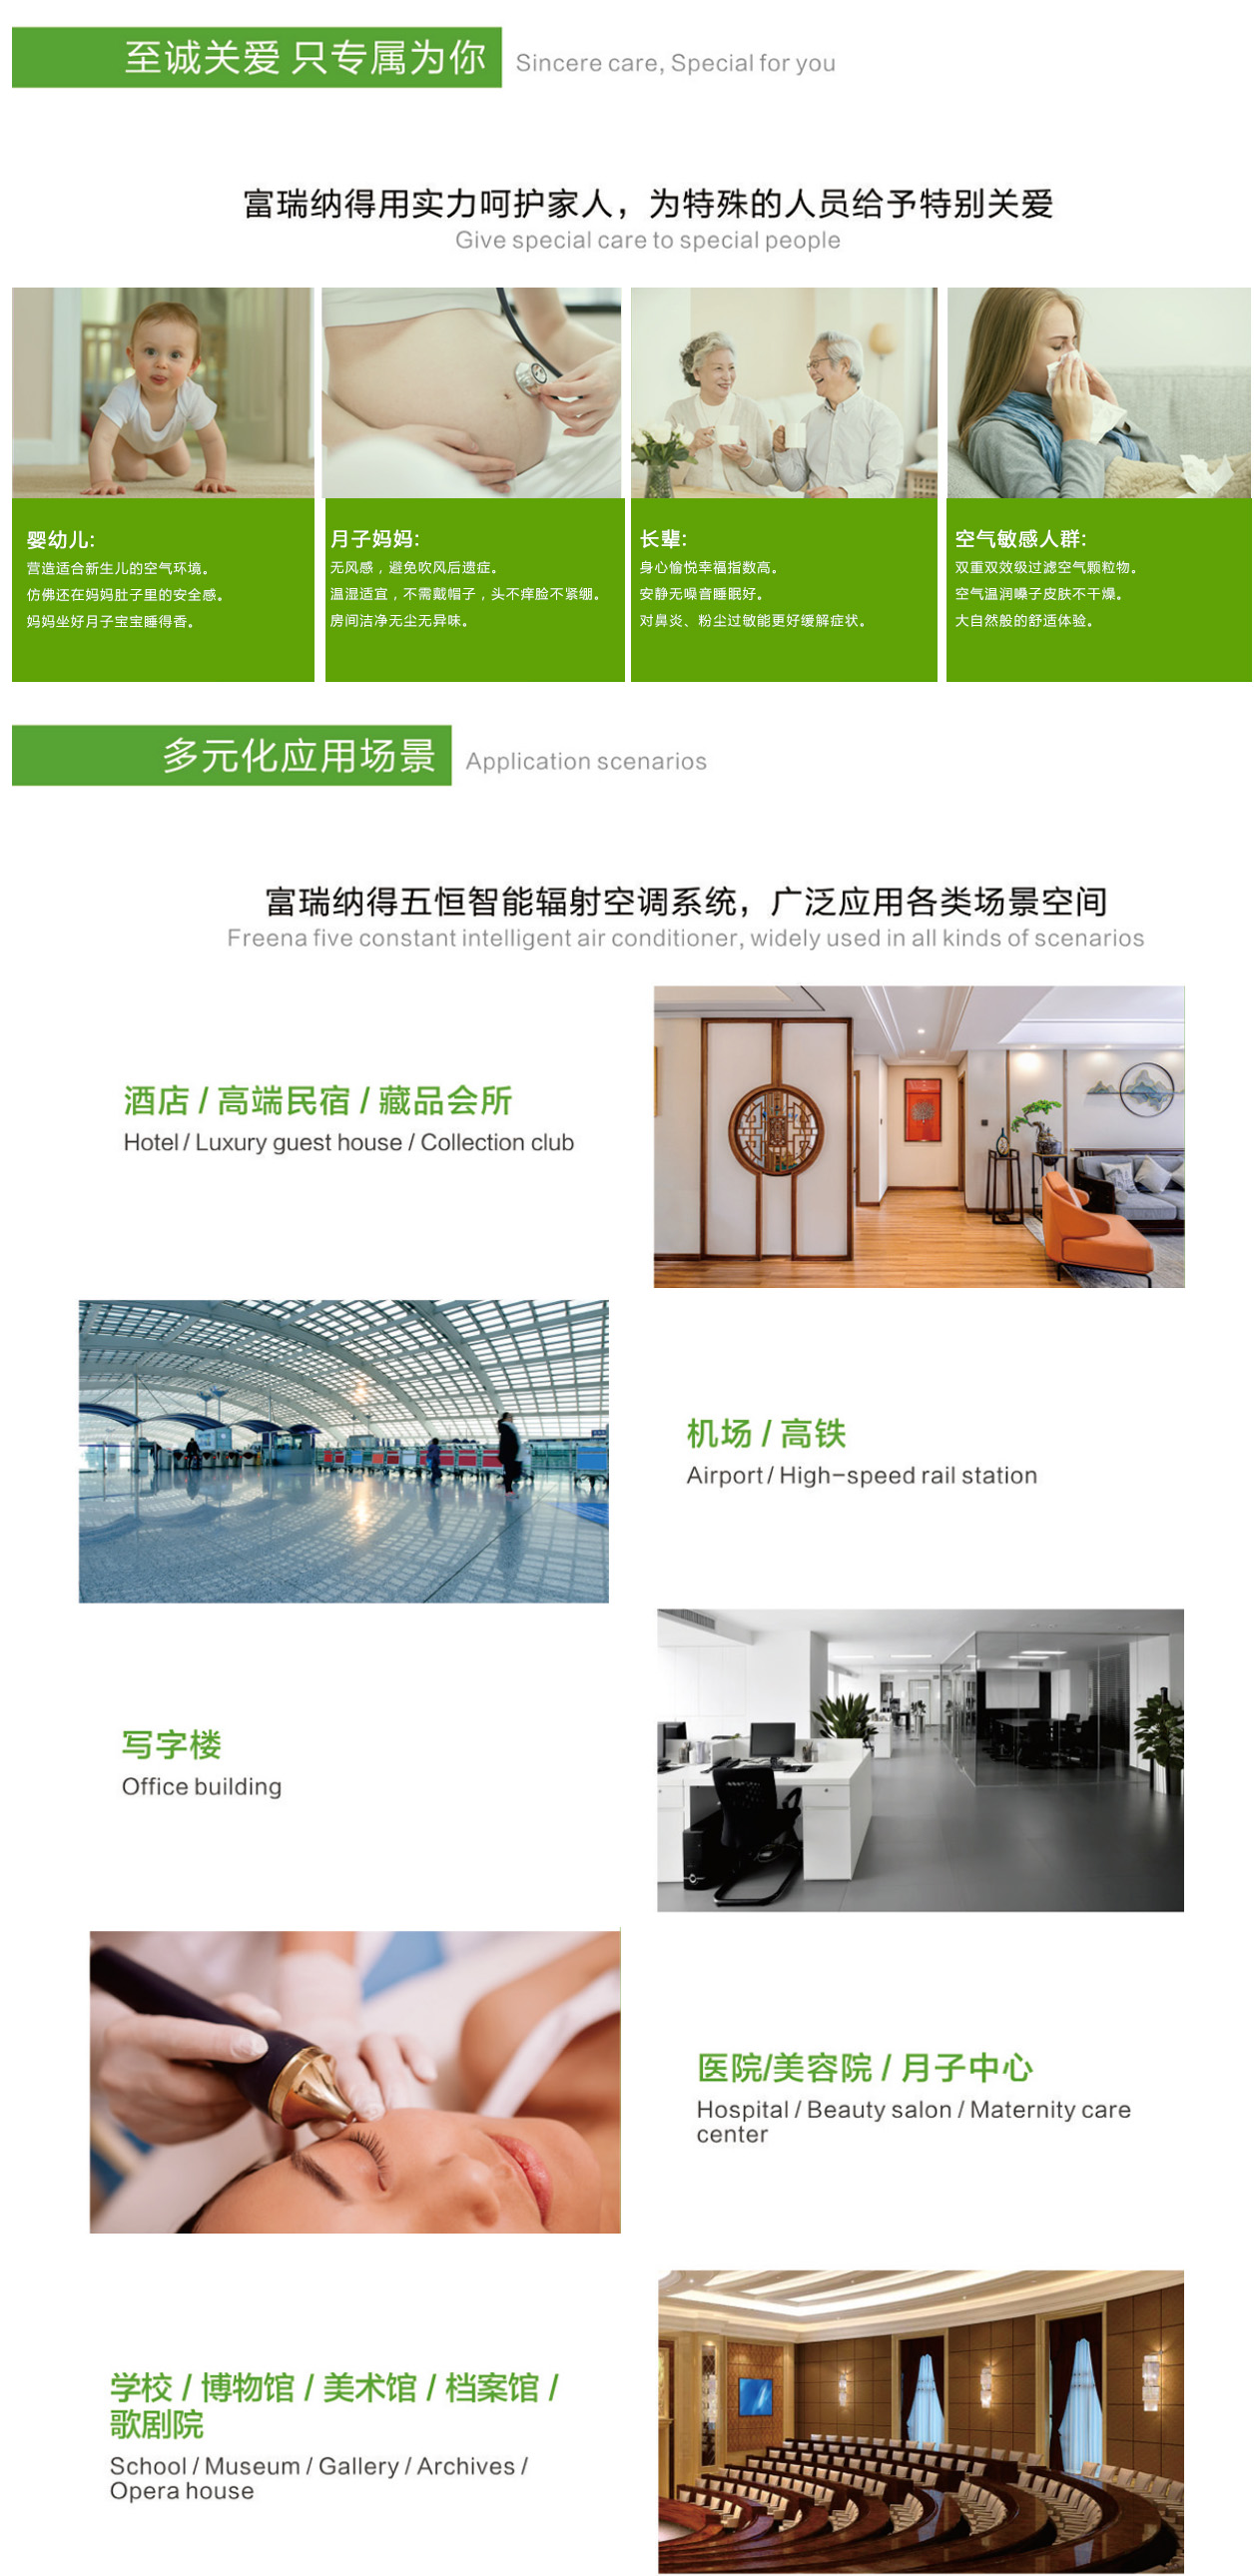 至诚关爱 只专属为你
Sincere care, Special for you
富瑞纳得用实力呵护家人，为特殊的人员给予特别关爱
Give special care to special people
婴幼儿:
营造适合新生儿的空气环境。
仿佛还在妈妈肚子里的安全感。
妈妈坐好月子宝宝睡得香。
月子妈妈:
无风感，避免吹风后遗症。
温湿适宜，不需戴帽子，头不痒脸不紧绷。
房间洁净无尘无异味。
长辈:
身心愉悦幸福指数高。
安静无噪音睡眠好。
对鼻炎、粉尘过敏能更好缓解症状。
空气敏感人群:
双重双效级过滤空气颗粒物。
空气温润嗓子皮肤不干燥。
大自然般的舒适体验。
多元化应用场景
Application scenarios
富瑞纳得五恒智能辐射空调系统，广泛应用各类场景空间
Freena five constant intelligent air conditioner, widely used in all kinds of scenarios
酒店 / 高端民宿 / 藏品会所
Hotel / Luxury guest house / Collection club
机场 / 高铁
Airport / High-speed rail station
写字楼
Office building
医院/美容院 / 月子中心
Hospital / Beauty salon / Maternity care
center
学校 / 博物馆 / 美术馆 / 档案馆 /
歌剧院
School / Museum / Gallery / Archives /
Opera house